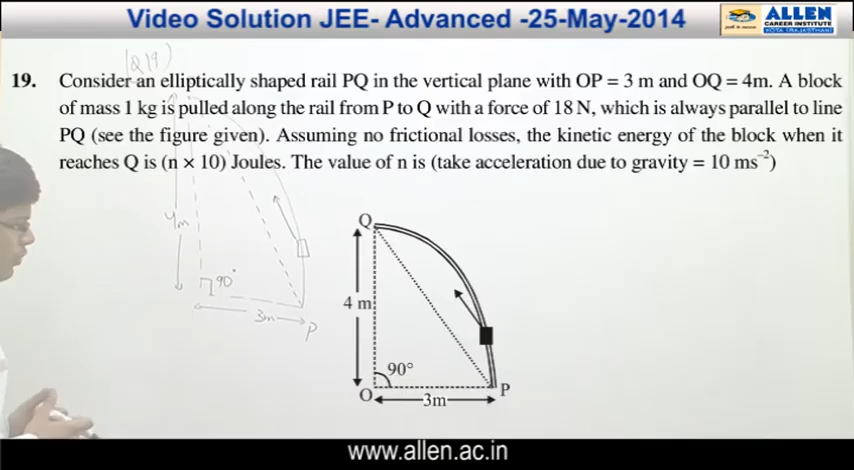 Video Solution JEE- Advanced -25-May-2014
ALLEN
CAREER INSTITUTE
KOTA (RAJASTHAN)
(Q19)
19. Consider an elliptically shaped rail PQ in the vertical plane with OP = 3 m and OQ = 4m. A block
of mass 1 kg is pulled along the rail from P to Q with a force of 18 N, which is always parallel to line
PQ (see the figure given). Assuming no frictional losses, the kinetic energy of the block when it
reaches Q is (n × 10) Joules. The value of n is (take acceleration due to gravity = 10 ms⁻²)
4m
90°
3m
P
Q
4 m
90°
O
3m
P
www.allen.ac.in